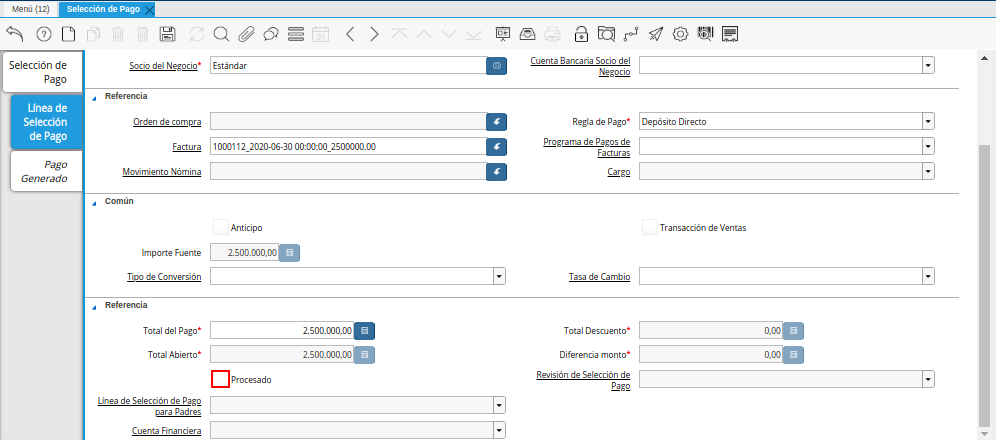 Menú (12) Selección de Pago
Selección de
Pago
Línea de
Selección
de Pago
Pago
Generado
Socio del Negocio* Estándar Cuenta Bancaria Socio del
Negocio
Referencia
Orden de compra Regla de Pago* Depósito Directo
Factura 1000112_2020-06-30 00:00:00_2500000.00 Programa de Pagos de
Facturas
Movimiento Nómina Cargo
Común
Anticipo Transacción de Ventas
Importe Fuente 2.500.000,00
Tipo de Conversión Tasa de Cambio
Referencia
Total del Pago* 2.500.000,00 Total Descuento* 0,00
Total Abierto* 2.500.000,00 Diferencia monto* 0,00
Procesado Revisión de Selección de
Pago
Línea de Selección de Pago
para Padres
Cuenta Financiera